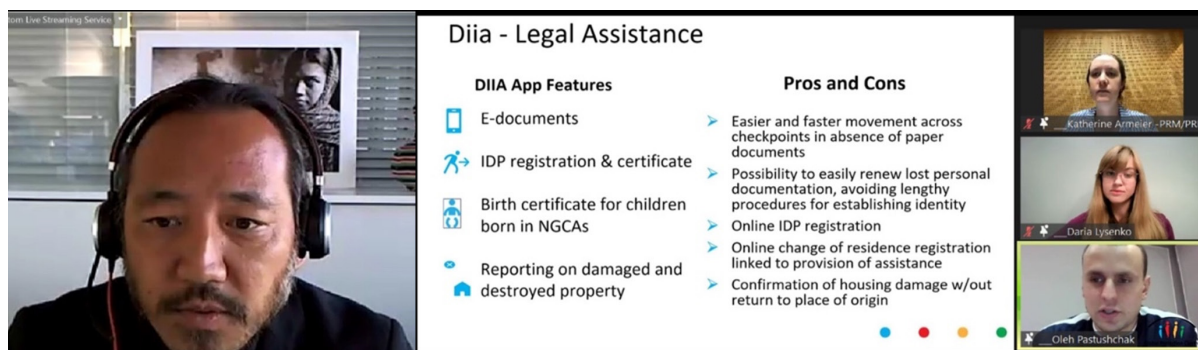 tom Live Streaming Service
Diia - Legal Assistance
DIIA App Features
E-documents
IDP registration & certificate
Birth certificate for children
born in NGCAs
Reporting on damaged and
destroyed property
Pros and Cons
Easier and faster movement across
checkpoints in absence of paper
documents
Possibility to easily renew lost personal
documentation, avoiding lengthy
procedures for establishing identity
Online IDP registration
Online change of residence registration
linked to provision of assistance
Confirmation of housing damage w/out
return to place of origin
__Katherine Armeier -PRM/PR
__Daria Lysenko
__Oleh Pastushchak